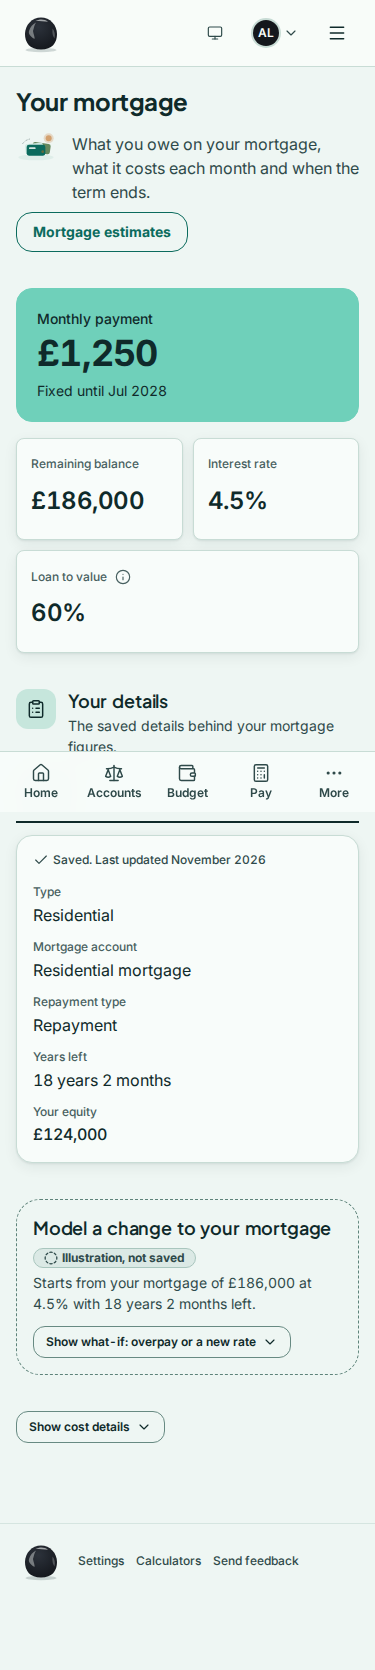 AL
Your mortgage
What you owe on your mortgage,
what it costs each month and when the
term ends.
Mortgage estimates
Monthly payment
£1,250
Fixed until Jul 2028
Remaining balance
£186,000
Interest rate
4.5%
Loan to value
60%
Your details
The saved details behind your mortgage
figures.
Home
Accounts
Budget
Pay
More
Saved. Last updated November 2026
Type
Residential
Mortgage account
Residential mortgage
Repayment type
Repayment
Years left
18 years 2 months
Your equity
£124,000
Model a change to your mortgage
Illustration, not saved
Starts from your mortgage of £186,000 at
4.5% with 18 years 2 months left.
Show what-if: overpay or a new rate
Show cost details
Settings
Calculators
Send feedback